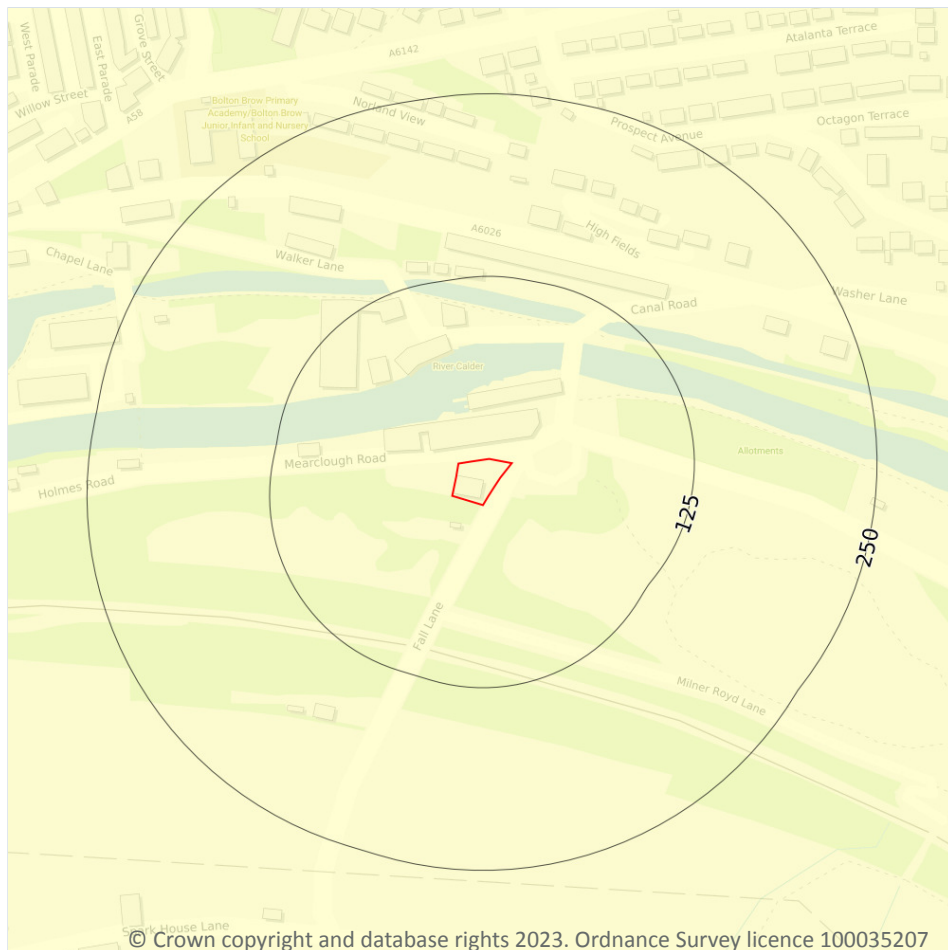 West Parade
East Parade
Grove Street
Willow Street
A58
A6142
Atalanta Terrace
Bolton Brow Primary
Academy/Bolton Brow
Junior Infant and Nursery
School
Norland View
Prospect Avenue
Octagon Terrace
A6026
High Fields
Chapel Lane
Walker Lane
Canal Road
Washer Lane
River Calder
Mearclough Road
Holmes Road
Allotments
125
250
Fall Lane
Milner Royd Lane
Spark House Lane
© Crown copyright and database rights 2023. Ordnance Survey licence 100035207